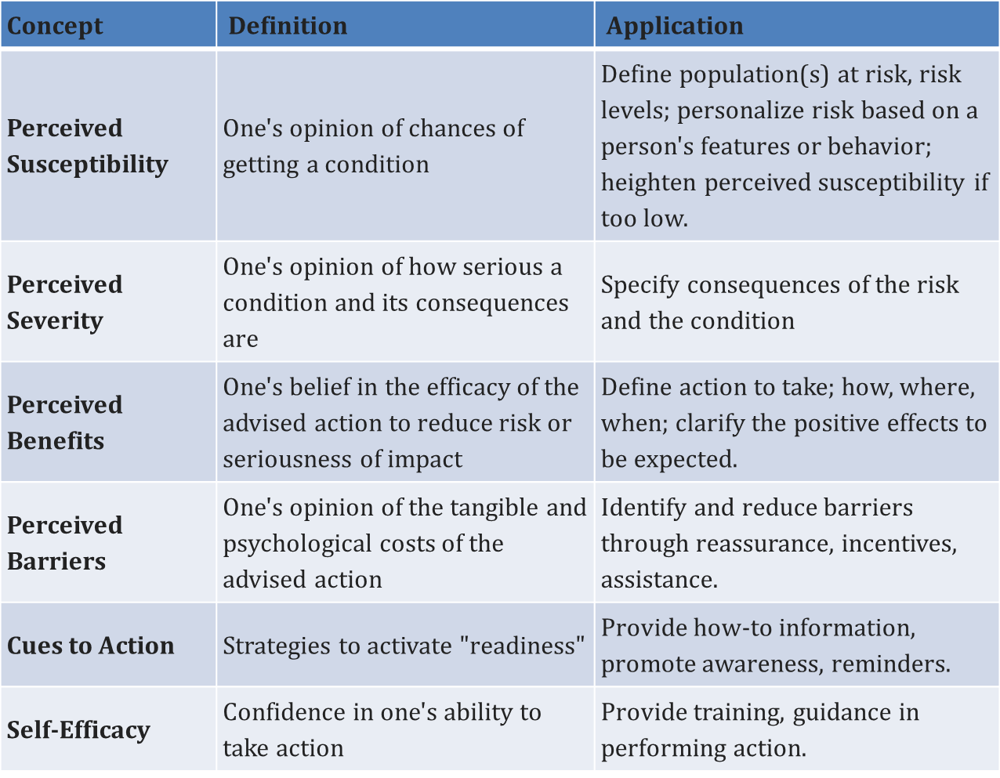 Concept
Definition
Application
Perceived
Susceptibility
One's opinion of chances of
getting a condition
Define population(s) at risk, risk
levels; personalize risk based on a
person's features or behavior;
heighten perceived susceptibility if
too low.
Perceived
Severity
One's opinion of how serious a
condition and its consequences
are
Specify consequences of the risk
and the condition
Perceived
Benefits
One's belief in the efficacy of the
advised action to reduce risk or
seriousness of impact
Define action to take; how, where,
when; clarify the positive effects to
be expected.
Perceived
Barriers
One's opinion of the tangible and
psychological costs of the
advised action
Identify and reduce barriers
through reassurance, incentives,
assistance.
Cues to Action
Strategies to activate "readiness"
Provide how-to information,
promote awareness, reminders.
Self-Efficacy
Confidence in one's ability to
take action
Provide training, guidance in
performing action.